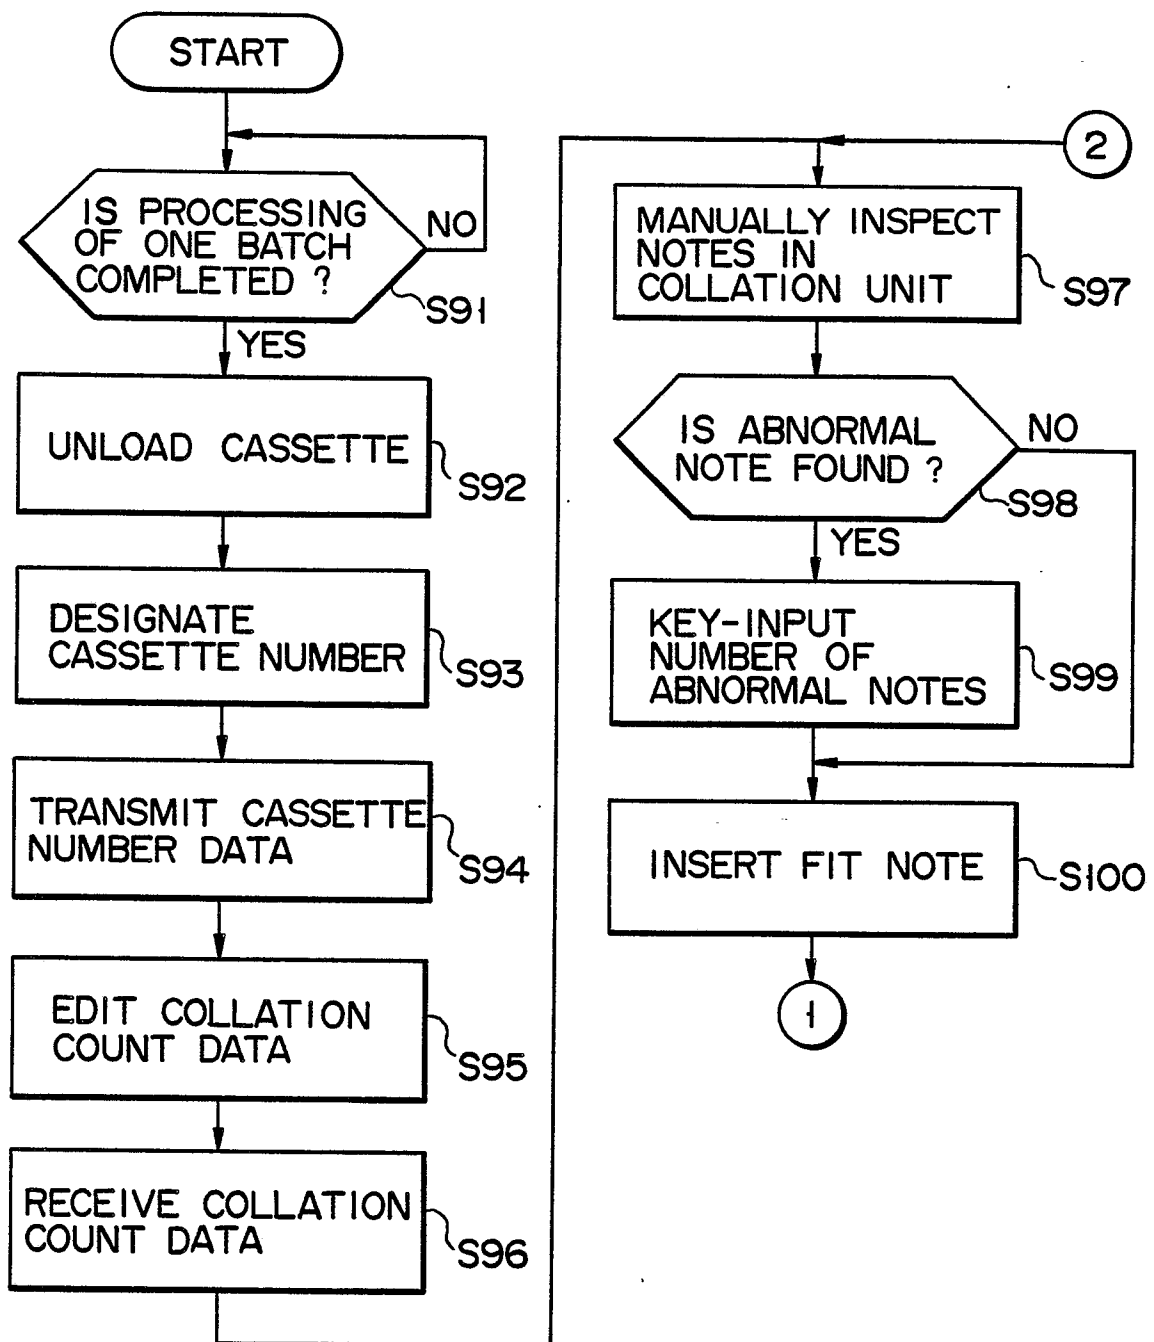 START
IS PROCESSING
OF ONE BATCH
COMPLETED ?
NO
S91
YES
UNLOAD CASSETTE
S92
DESIGNATE
CASSETTE NUMBER
S93
TRANSMIT CASSETTE
NUMBER DATA
S94
EDIT COLLATION
COUNT DATA
S95
RECEIVE COLLATION
COUNT DATA
S96
2
MANUALLY INSPECT
NOTES IN
COLLATION UNIT
S97
IS ABNORMAL
NOTE FOUND ?
NO
S98
YES
KEY-INPUT
NUMBER OF
ABNORMAL NOTES
S99
INSERT FIT NOTE
S100
1